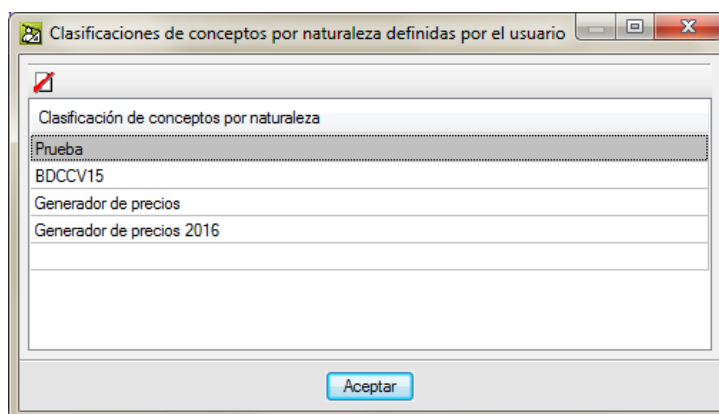 Clasificaciones de conceptos por naturaleza definidas por el usuario
Clasificación de conceptos por naturaleza
Prueba
BDCCV15
Generador de precios
Generador de precios 2016
Aceptar